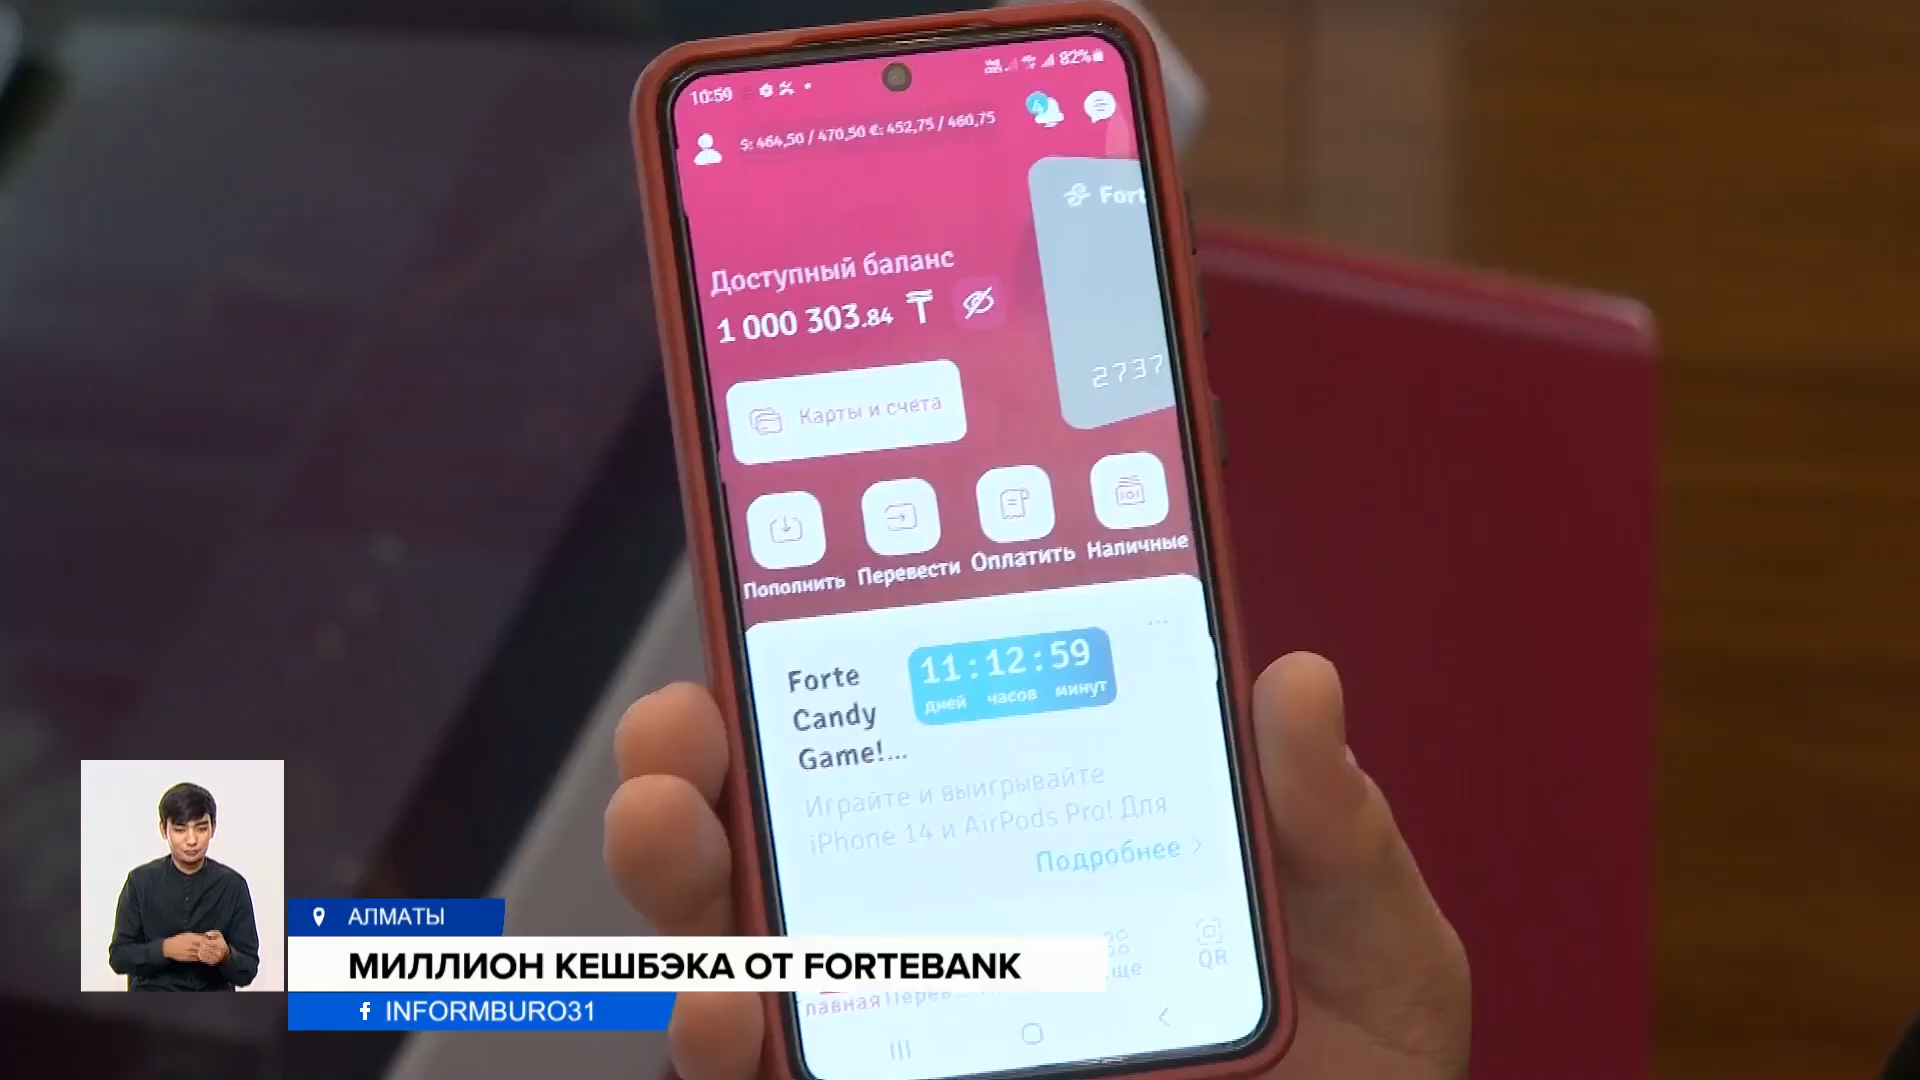 10:59
82%
$: 464,50 / 470,50 €: 452,75 / 460,75
4
Fort
Доступный баланс
1 000 303.84 ₸
2737
Карты и счета
Пополнить Перевести Оплатить Наличные
Forte
Candy
Game!...
11:12:59
дней часов минут
Играйте и выигрывайте
iPhone 14 и AirPods Pro! Для
Подробнее
QR
АЛМАТЫ
МИЛЛИОН КЕШБЭКА ОТ FORTEBANK
INFORMBURO31